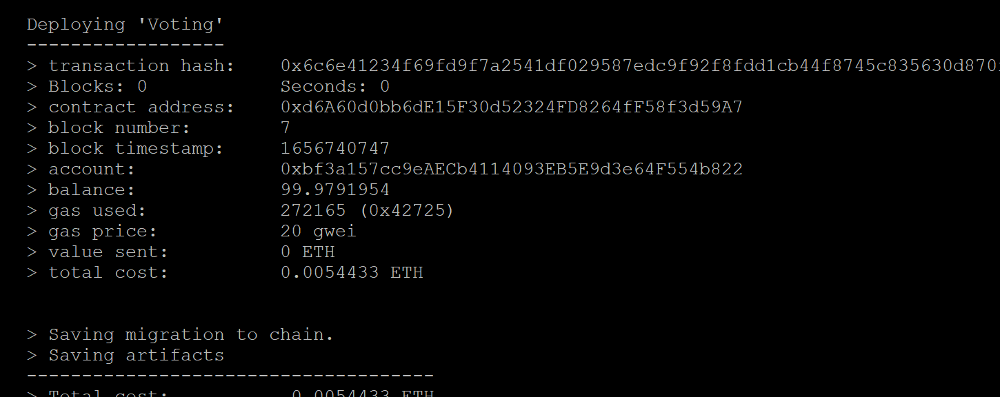 Deploying 'Voting'
------------------
> transaction hash: 0x6c6e41234f69fd9f7a2541df029587edc9f92f8fdd1cb44f8745c835630d870
> Blocks: 0 Seconds: 0
> contract address: 0xd6A60d0bb6dE15F30d52324FD8264fF58f3d59A7
> block number: 7
> block timestamp: 1656740747
> account: 0xbf3a157cc9eAECb4114093EB5E9d3e64F554b822
> balance: 99.9791954
> gas used: 272165 (0x42725)
> gas price: 20 gwei
> value sent: 0 ETH
> total cost: 0.0054433 ETH
> Saving migration to chain.
> Saving artifacts
-------------------------------------
> Total cost: 0.0054433 ETH